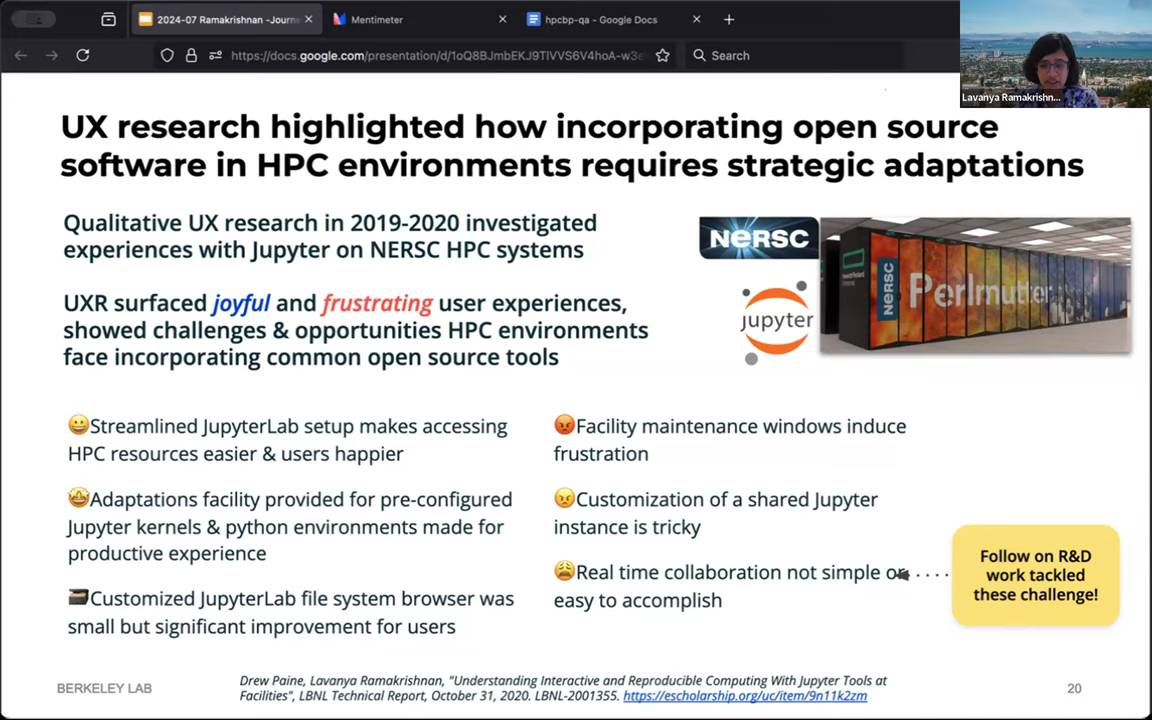 2024-07 Ramakrishnan -Journe
Mentimeter
hpcbp-qa - Google Docs
https://docs.google.com/presentation/d/1oQ8BJmbEKJ9TlVVS6V4hoA-w3e
Search
Lavanya Ramakrishn...
UX research highlighted how incorporating open source
software in HPC environments requires strategic adaptations
Qualitative UX research in 2019-2020 investigated
experiences with Jupyter on NERSC HPC systems
UXR surfaced joyful and frustrating user experiences,
showed challenges & opportunities HPC environments
face incorporating common open source tools
NERSC
jupyter
NERSC
Perlmutter
😀Streamlined JupyterLab setup makes accessing
HPC resources easier & users happier
🤩Adaptations facility provided for pre-configured
Jupyter kernels & python environments made for
productive experience
Customized JupyterLab file system browser was
small but significant improvement for users
😡Facility maintenance windows induce
frustration
😠Customization of a shared Jupyter
instance is tricky
😩Real time collaboration not simple or
easy to accomplish
Follow on R&D
work tackled
these challenge!
BERKELEY LAB
Drew Paine, Lavanya Ramakrishnan, "Understanding Interactive and Reproducible Computing With Jupyter Tools at
Facilities", LBNL Technical Report, October 31, 2020. LBNL-2001355. https://escholarship.org/uc/item/9n11k2zm
20